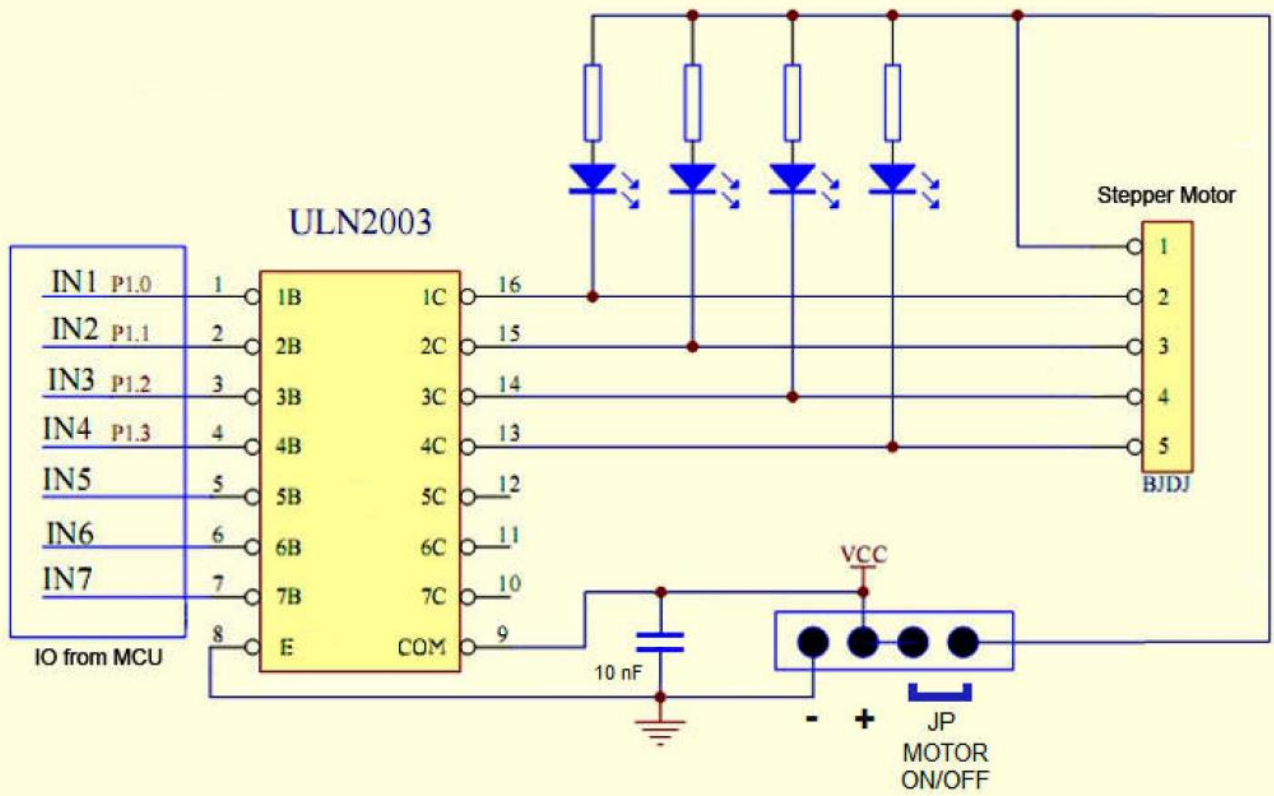 Stepper Motor
ULN2003
IN1 P1.0 1 1B 1C 16
IN2 P1.1 2 2B 2C 15
IN3 P1.2 3 3B 3C 14
IN4 P1.3 4 4B 4C 13
IN5 5 5B 5C 12
IN6 6 6B 6C 11
IN7 7 7B 7C 10
8 E COM 9
IO from MCU
1
2
3
4
5
BJDJ
VCC
10 nF
- +
JP
MOTOR
ON/OFF